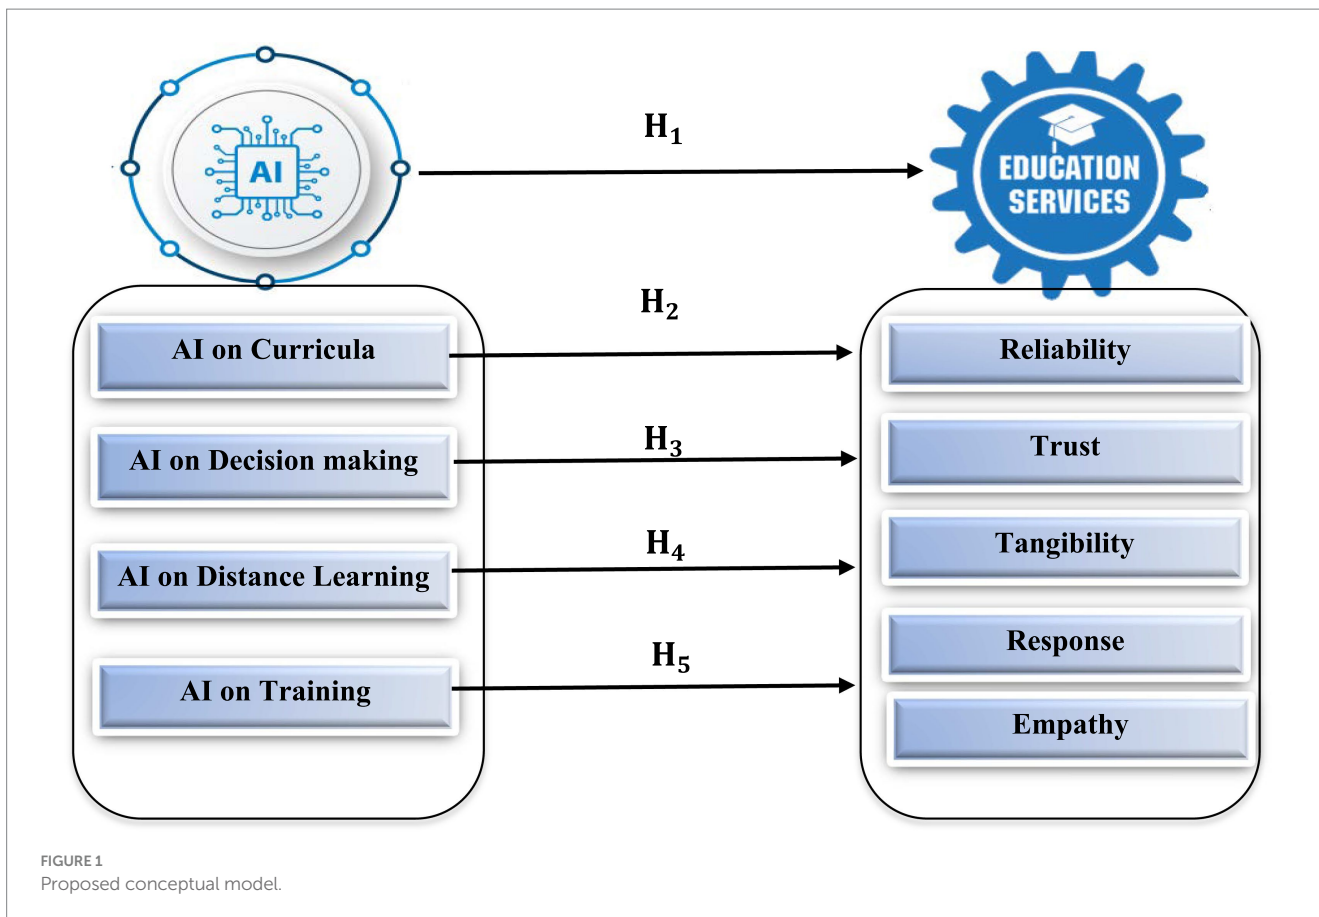 AI
H₁
EDUCATION
SERVICES
H₂
AI on Curricula
Reliability
H₃
AI on Decision making
Trust
H₄
AI on Distance Learning
Tangibility
H₅
AI on Training
Response
Empathy
FIGURE 1
Proposed conceptual model.